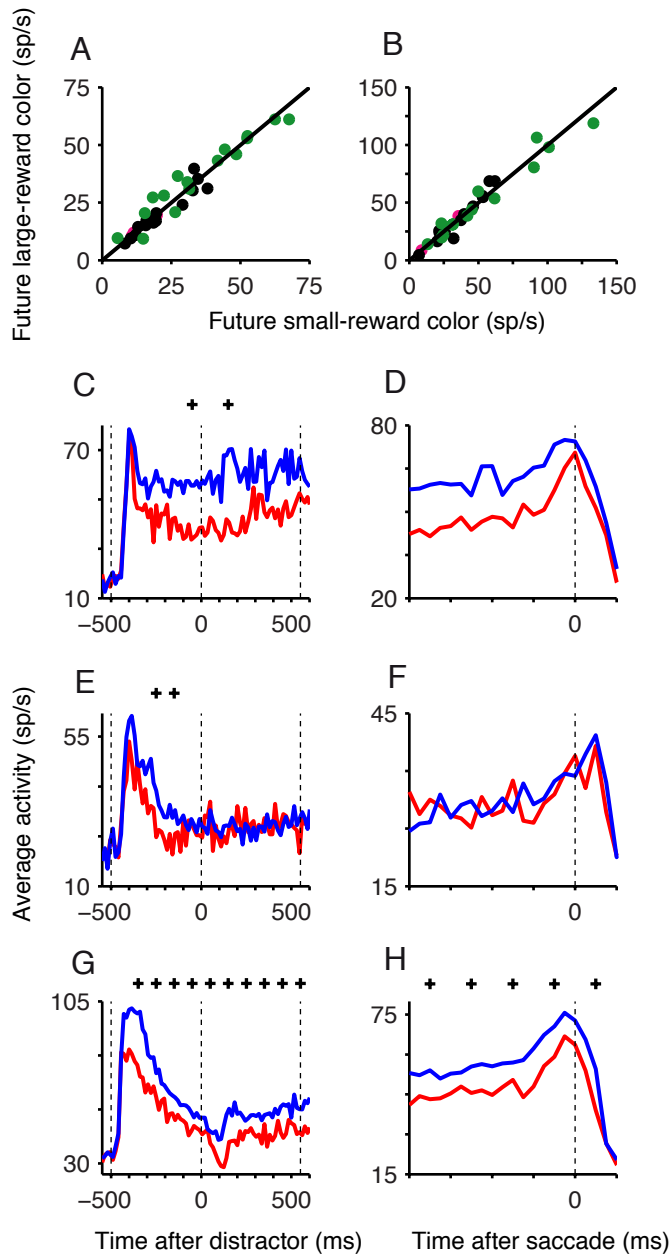 A
B
Future large-reward color (sp/s)
75
50
25
0
0
25
50
75
150
100
50
0
0
50
100
150
Future small-reward color (sp/s)
C
D
+ +
70
10
−500
0
500
80
20
0
E
F
++
55
10
−500
0
500
45
15
0
Average activity (sp/s)
G
H
+ + + + + + + + + +
+ + + + +
105
30
−500
0
500
75
15
0
Time after distractor (ms)
Time after saccade (ms)